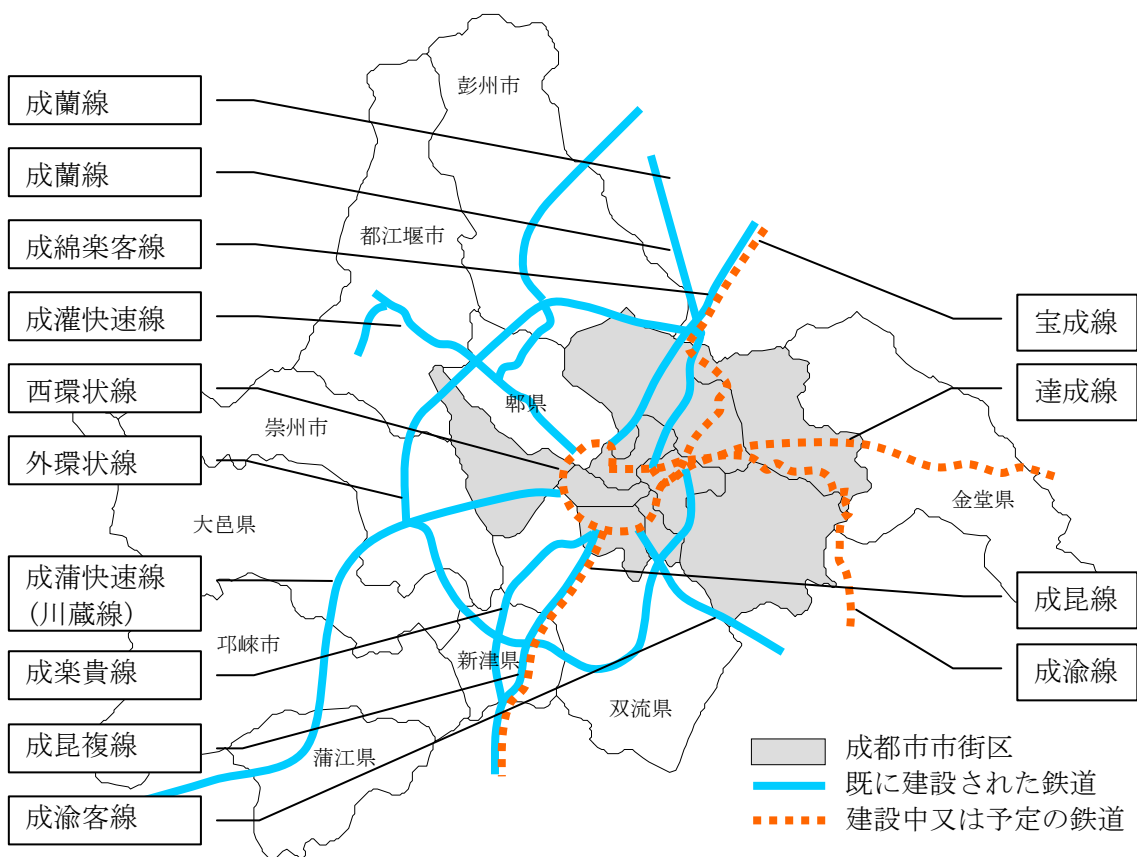 成蘭線
成蘭線
成綿楽客線
成灌快速線
西環状線
外環状線
成蒲快速線
(川蔵線)
成楽貴線
成昆複線
成渝客線
彭州市
都江堰市
郫県
崇州市
大邑県
邛崍市
新津県
蒲江県
双流県
金堂県
宝成線
達成線
成昆線
成渝線
成都市市街区
既に建設された鉄道
建設中又は予定の鉄道